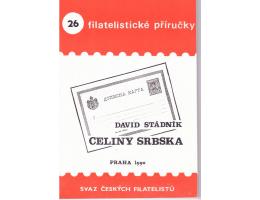 26 filatelistické příručky
DAVID STÁDNÍK
CELINY SRBSKA
PRAHA 1990
SVAZ ČESKÝCH FILATELISTŮ